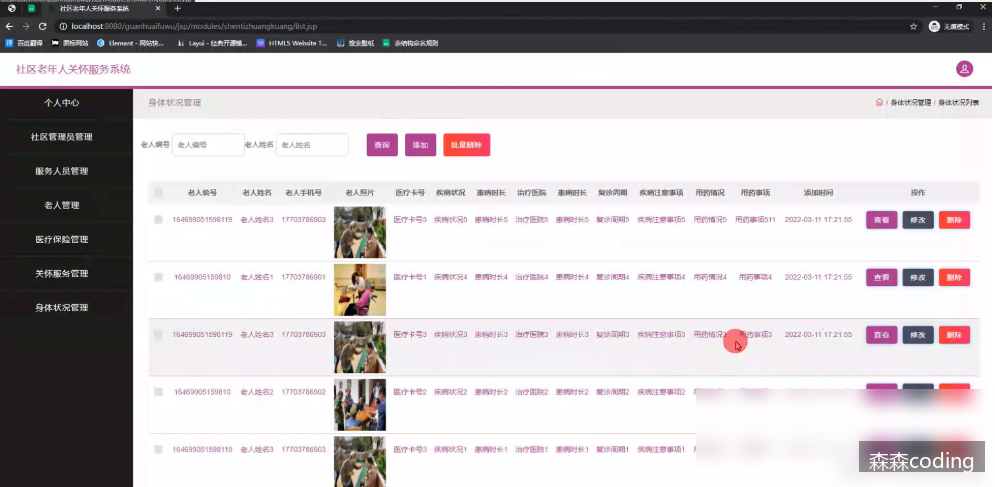 社区老年人关怀服务系统
localhost:8080/guanhuaifuwu/jsp/modules/shentizhuangkuang/list.jsp
无痕模式
百度翻译 图标网站 Element - 网站快... Layui - 经典开源模... HTML5 Website T... 搜索壁纸 表结构命名规则
社区老年人关怀服务系统
个人中心
社区管理员管理
服务人员管理
老人管理
医疗保险管理
关怀服务管理
身体状况管理
身体状况管理
/ 身体状况管理 / 身体状况列表
老人编号 老人编号 老人姓名 老人姓名 查询 添加 批量删除
老人编号 老人姓名 老人手机号 老人照片 医疗卡号 疾病状况 患病时长 治疗医院 患病时长 复诊周期 疾病注意事项 用药情况 用药事项 添加时间 操作
164699051598119 老人姓名3 17703786903 医疗卡号3 疾病状况5 患病时长5 治疗医院5 患病时长5 复诊周期5 疾病注意事项5 用药情况5 用药事项511 2022-03-11 17:21:55 查看 修改 删除
16469905159810 老人姓名1 17703786901 医疗卡号1 疾病状况4 患病时长4 治疗医院4 患病时长4 复诊周期4 疾病注意事项4 用药情况4 用药事项4 2022-03-11 17:21:55 查看 修改 删除
164699051598119 老人姓名3 17703786903 医疗卡号3 疾病状况3 患病时长3 治疗医院3 患病时长3 复诊周期3 疾病注意事项3 用药情况3 用药事项3 2022-03-11 17:21:55 查看 修改 删除
16469905159810 老人姓名2 17703786902 医疗卡号2 疾病状况2 患病时长2 治疗医院2 患病时长2 复诊周期2 疾病注意事项2
164699051598119 老人姓名3 17703786903 医疗卡号3 疾病状况1 患病时长1 治疗医院1 患病时长1 复诊周期1 疾病注意事项1
森森coding